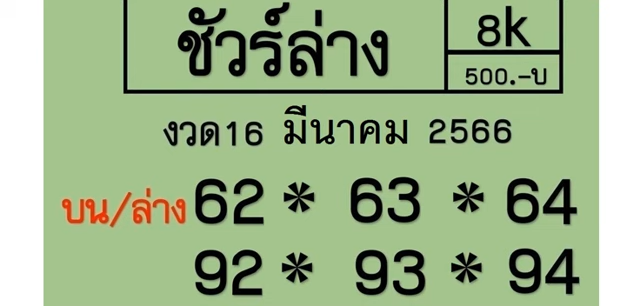 ชัวร์ล่าง
8k
500.-บ
งวด16 มีนาคม 2566
บน/ล่าง 62 * 63 * 64
92 * 93 * 94